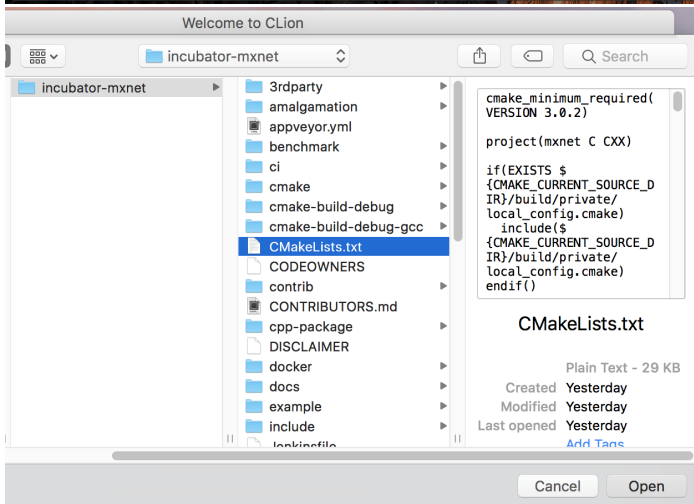 Welcome to CLion
incubator-mxnet
Search
incubator-mxnet
3rdparty
amalgamation
appveyor.yml
benchmark
ci
cmake
cmake-build-debug
cmake-build-debug-gcc
CMakeLists.txt
CODEOWNERS
contrib
CONTRIBUTORS.md
cpp-package
DISCLAIMER
docker
docs
example
include
Jenkinsfile
cmake_minimum_required(
VERSION 3.0.2)
project(mxnet C CXX)
if(EXISTS $
{CMAKE_CURRENT_SOURCE_D
IR}/build/private/
local_config.cmake)
include($
{CMAKE_CURRENT_SOURCE_D
IR}/build/private/
local_config.cmake)
endif()
CMakeLists.txt
Plain Text - 29 KB
Created Yesterday
Modified Yesterday
Last opened Yesterday
Add Tags
Cancel
Open